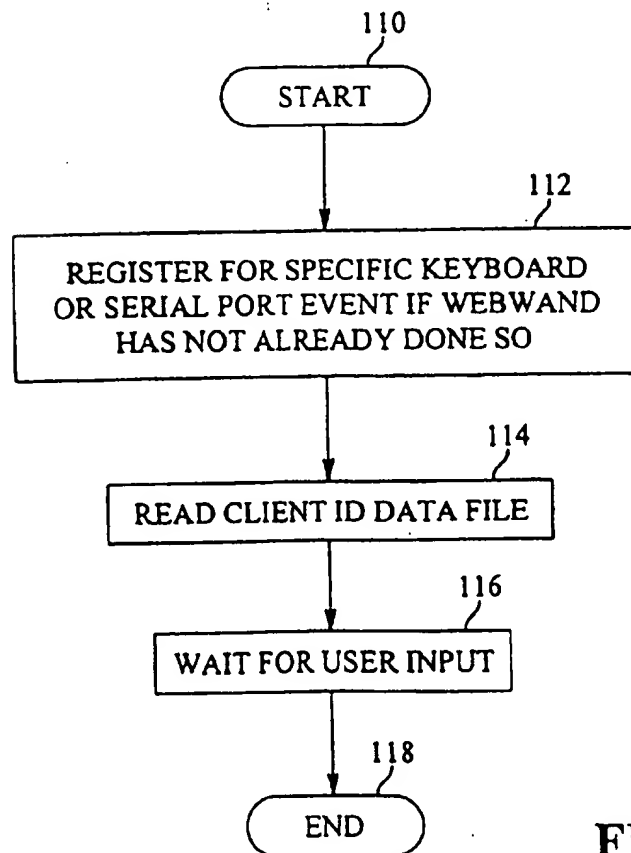 110
START
112
REGISTER FOR SPECIFIC KEYBOARD
OR SERIAL PORT EVENT IF WEBWAND
HAS NOT ALREADY DONE SO
114
READ CLIENT ID DATA FILE
116
WAIT FOR USER INPUT
118
END